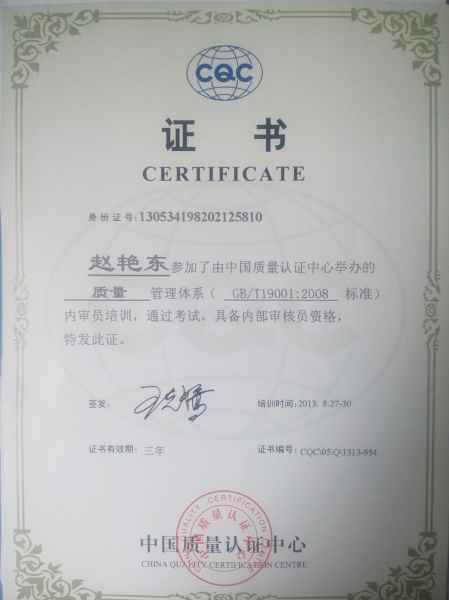 CQC
证 书
CERTIFICATE
身份证号:130534198202125810
赵艳东参加了由中国质量认证中心举办的
质量 管理体系( GB/T19001:2008 标准)
内审员培训,通过考试。具备内部审核员资格,
特发此证。
签发:
培训时间:2013. 8.27-30
证书有效期: 三年
证书编号: CQC\05\Q\1313-954
中国质量认证中心
CHINA QUALITY CERTIFICATION CENTRE